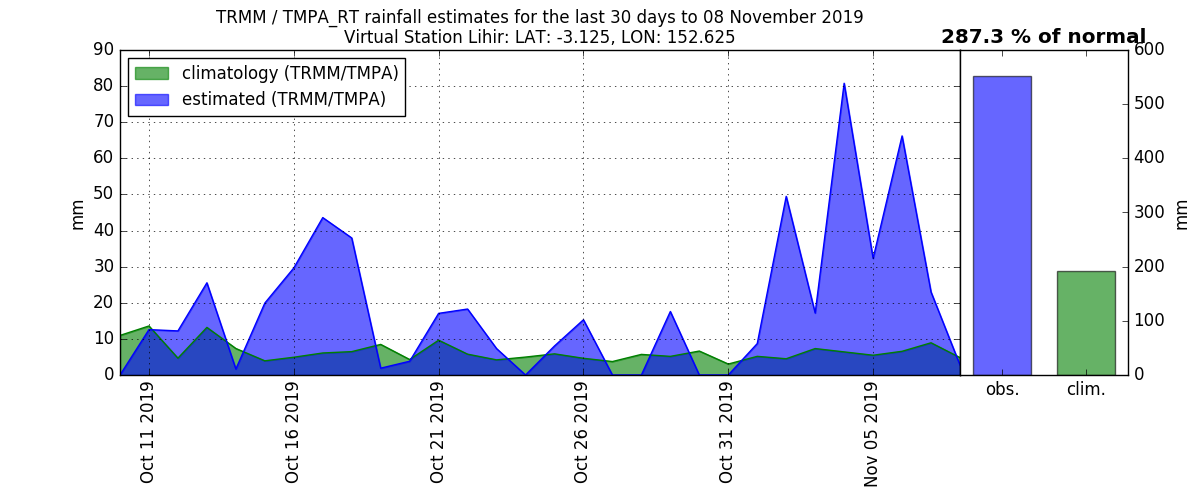 TRMM / TMPA_RT rainfall estimates for the last 30 days to 08 November 2019
Virtual Station Lihir: LAT: -3.125, LON: 152.625
287.3 % of normal
climatology (TRMM/TMPA)
estimated (TRMM/TMPA)
90
80
70
60
50
40
30
20
10
0
mm
Oct 11 2019
Oct 16 2019
Oct 21 2019
Oct 26 2019
Oct 31 2019
Nov 05 2019
600
500
400
300
200
100
0
mm
obs.
clim.